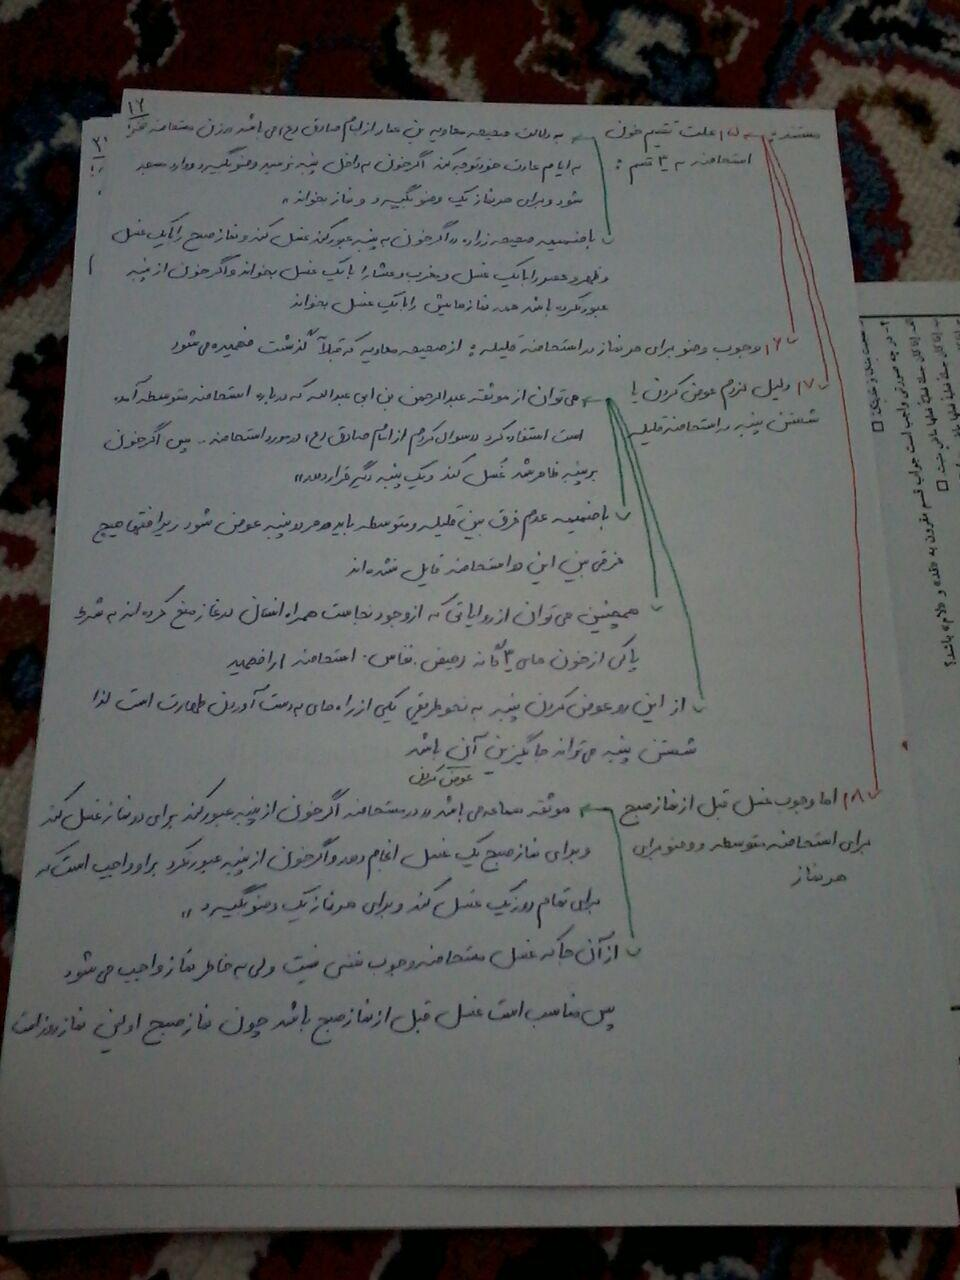 ۱۲
مستند: ۱۵ علت تقسیم خون استحاضه به ۳ قسم:
به دلالت صحیحه معاویه بن عمار از امام صادق (ع) می باشد «زن مستحاضه
به ایام عادت خود توجه کند اگر خون به داخل پنبه نرسید وضو بگیرد و وارد مسجد
شود و برای هر نماز یک وضو بگیرد و نماز بخواند»
با ضمیمه صحیحه زراره «اگر خون به پنبه عبور کند غسل کند و نماز صبح را با یک غسل
و ظهر و عصر را با یک غسل و مغرب و عشا را با یک غسل بخواند و اگر خون از پنبه
عبور نکرده باشد همه نمازهایش را با یک غسل بخواند
۱۶ وجوب وضو برای هر نماز در استحاضه قلیله: از صحیحه معاویه که قبلاً گذشت فهمیده می شود
۱۷ دلیل لزوم عوض کردن یا
شستن پنبه در استحاضه قلیله
می توان از موثقه عبدالرحمن بن ابی عبدالله که درباره استحاضه متوسطه آمده
است استفاده کرد «سوال کردم از امام صادق (ع) در مورد استحاضه .. پس اگر خون
بر پنبه ظاهر شد غسل کند و یک پنبه دیگر قرار دهد»
با ضمیمه عدم فرق بین قلیله و متوسطه باید در هر دو پنبه عوض شود زیرا فقها هیچ
فرقی بین این دو استحاضه قایل نشده اند
همچنین می توان از روایاتی که از وجود نجاست همراه انسان در نماز منع کرده اند به شرط
پاکی از خون های ۳ گانه (حیض. نفاس. استحاضه) را فهمید
از این رو عوض کردن پنبه به نحو طریقی یکی از راه های به دست آوردن طهارت است لذا
شستن پنبه می تواند جایگزین آن باشد
عوض کردن
۱۸ اما وجوب غسل قبل از نماز صبح
برای استحاضه متوسطه و وضو برای
هر نماز
موثقه سماعه می باشد «در مستحاضه اگر خون از پنبه عبور کند برای دو نماز غسل کند
و برای نماز صبح یک غسل انجام دهد و اگر خون از پنبه عبور نکرد بر او واجب است که
برای تمام روز یک غسل کند و برای هر نماز یک وضو بگیرد»
از آن جا که غسل مستحاضه وجوب نفسی نیست ولی به خاطر نماز واجب می شود
پس مناسب است غسل قبل از نماز صبح باشد چون نماز صبح اولین نماز روز است